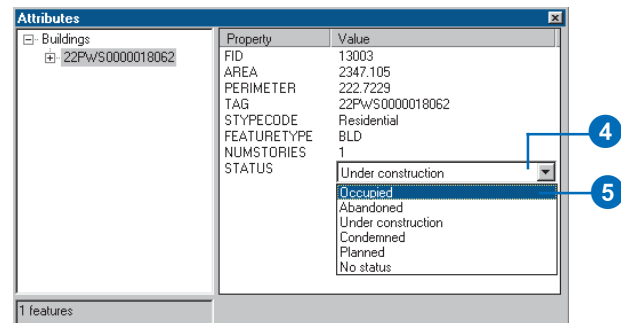 Attributes
Buildings
22PWS0000018062
Property Value
FID 13003
AREA 2347.105
PERIMETER 222.7229
TAG 22PWS0000018062
STYPECODE Residential
FEATURETYPE BLD
NUMSTORIES 1
STATUS Under construction
4
Occupied
5
Abandoned
Under construction
Condemned
Planned
No status
1 features